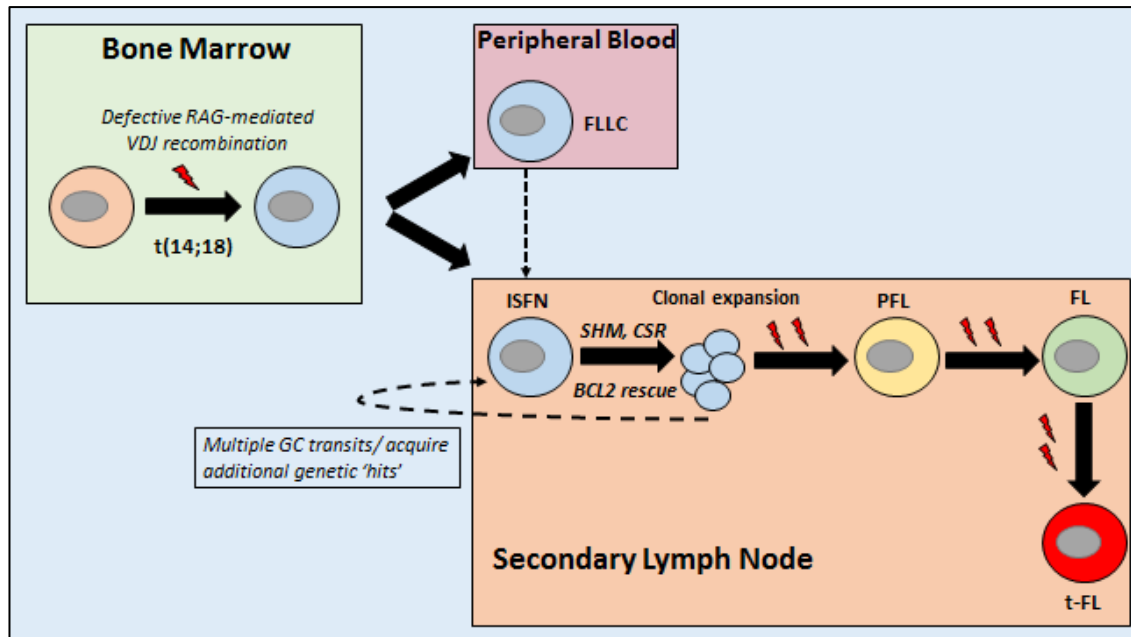 Bone Marrow
Defective RAG-mediated
VDJ recombination
t(14;18)
Peripheral Blood
FLLC
ISFN
SHM, CSR
BCL2 rescue
Clonal expansion
PFL
FL
t-FL
Multiple GC transits/ acquire
additional genetic ‘hits’
Secondary Lymph Node